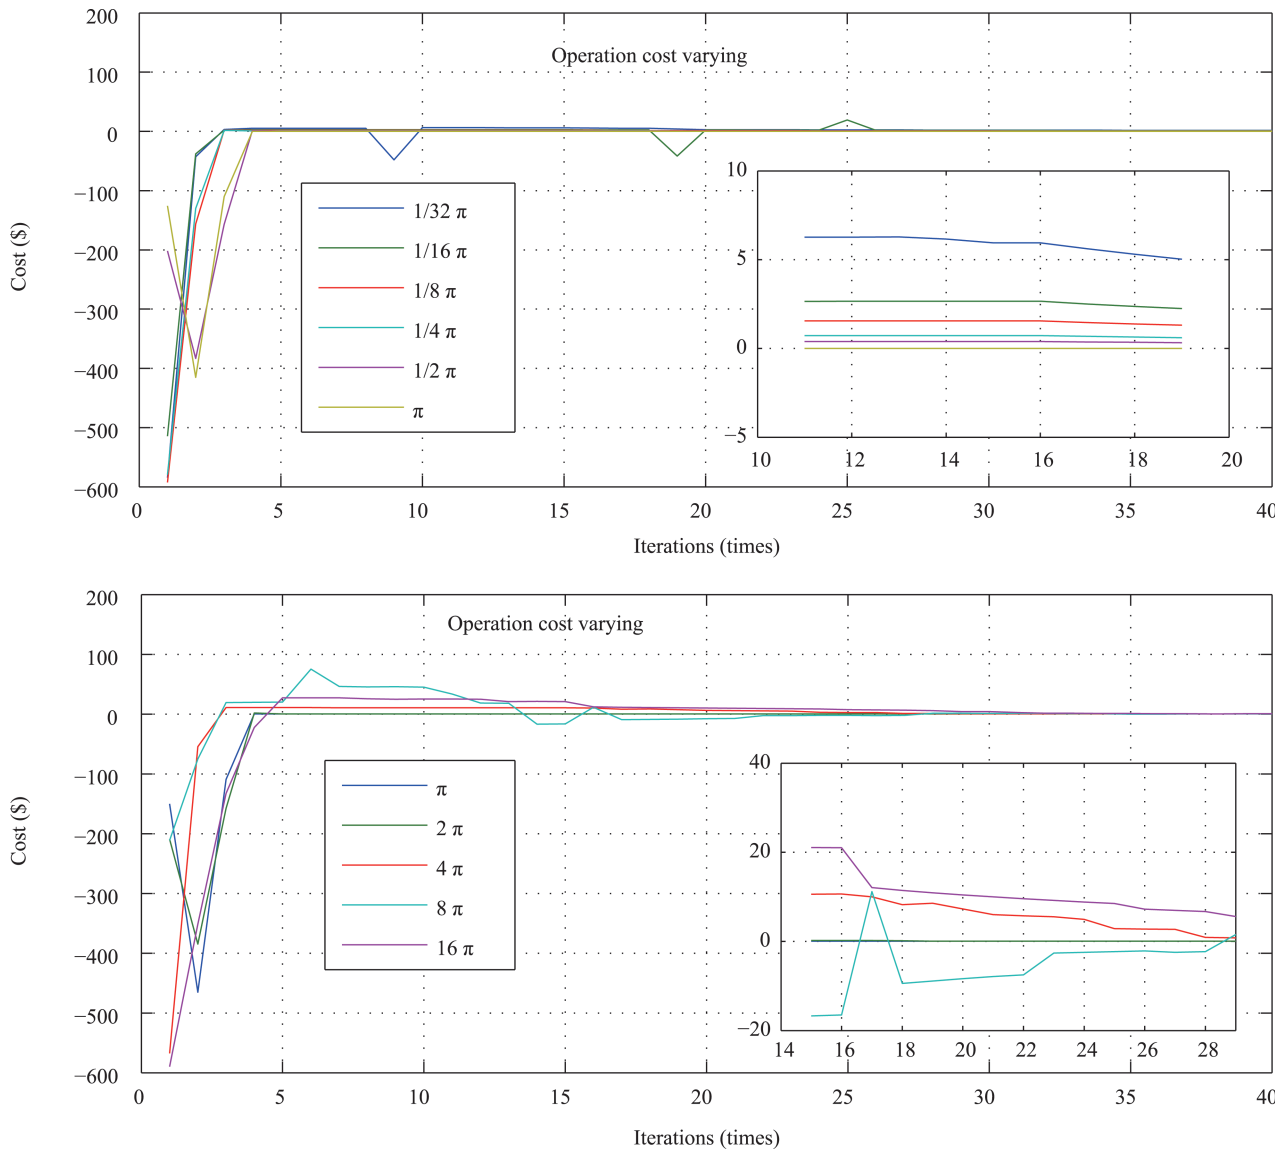 200
Operation cost varying
100
0
−100
−200
−300
−400
−500
−600
Cost ($)
1/32 π
1/16 π
1/8 π
1/4 π
1/2 π
π
10
5
0
−5
10 12 14 16 18 20
0 5 10 15 20 25 30 35 40
Iterations (times)
200
Operation cost varying
100
0
−100
−200
−300
−400
−500
−600
Cost ($)
π
2 π
4 π
8 π
16 π
40
20
0
−20
14 16 18 20 22 24 26 28
0 5 10 15 20 25 30 35 40
Iterations (times)